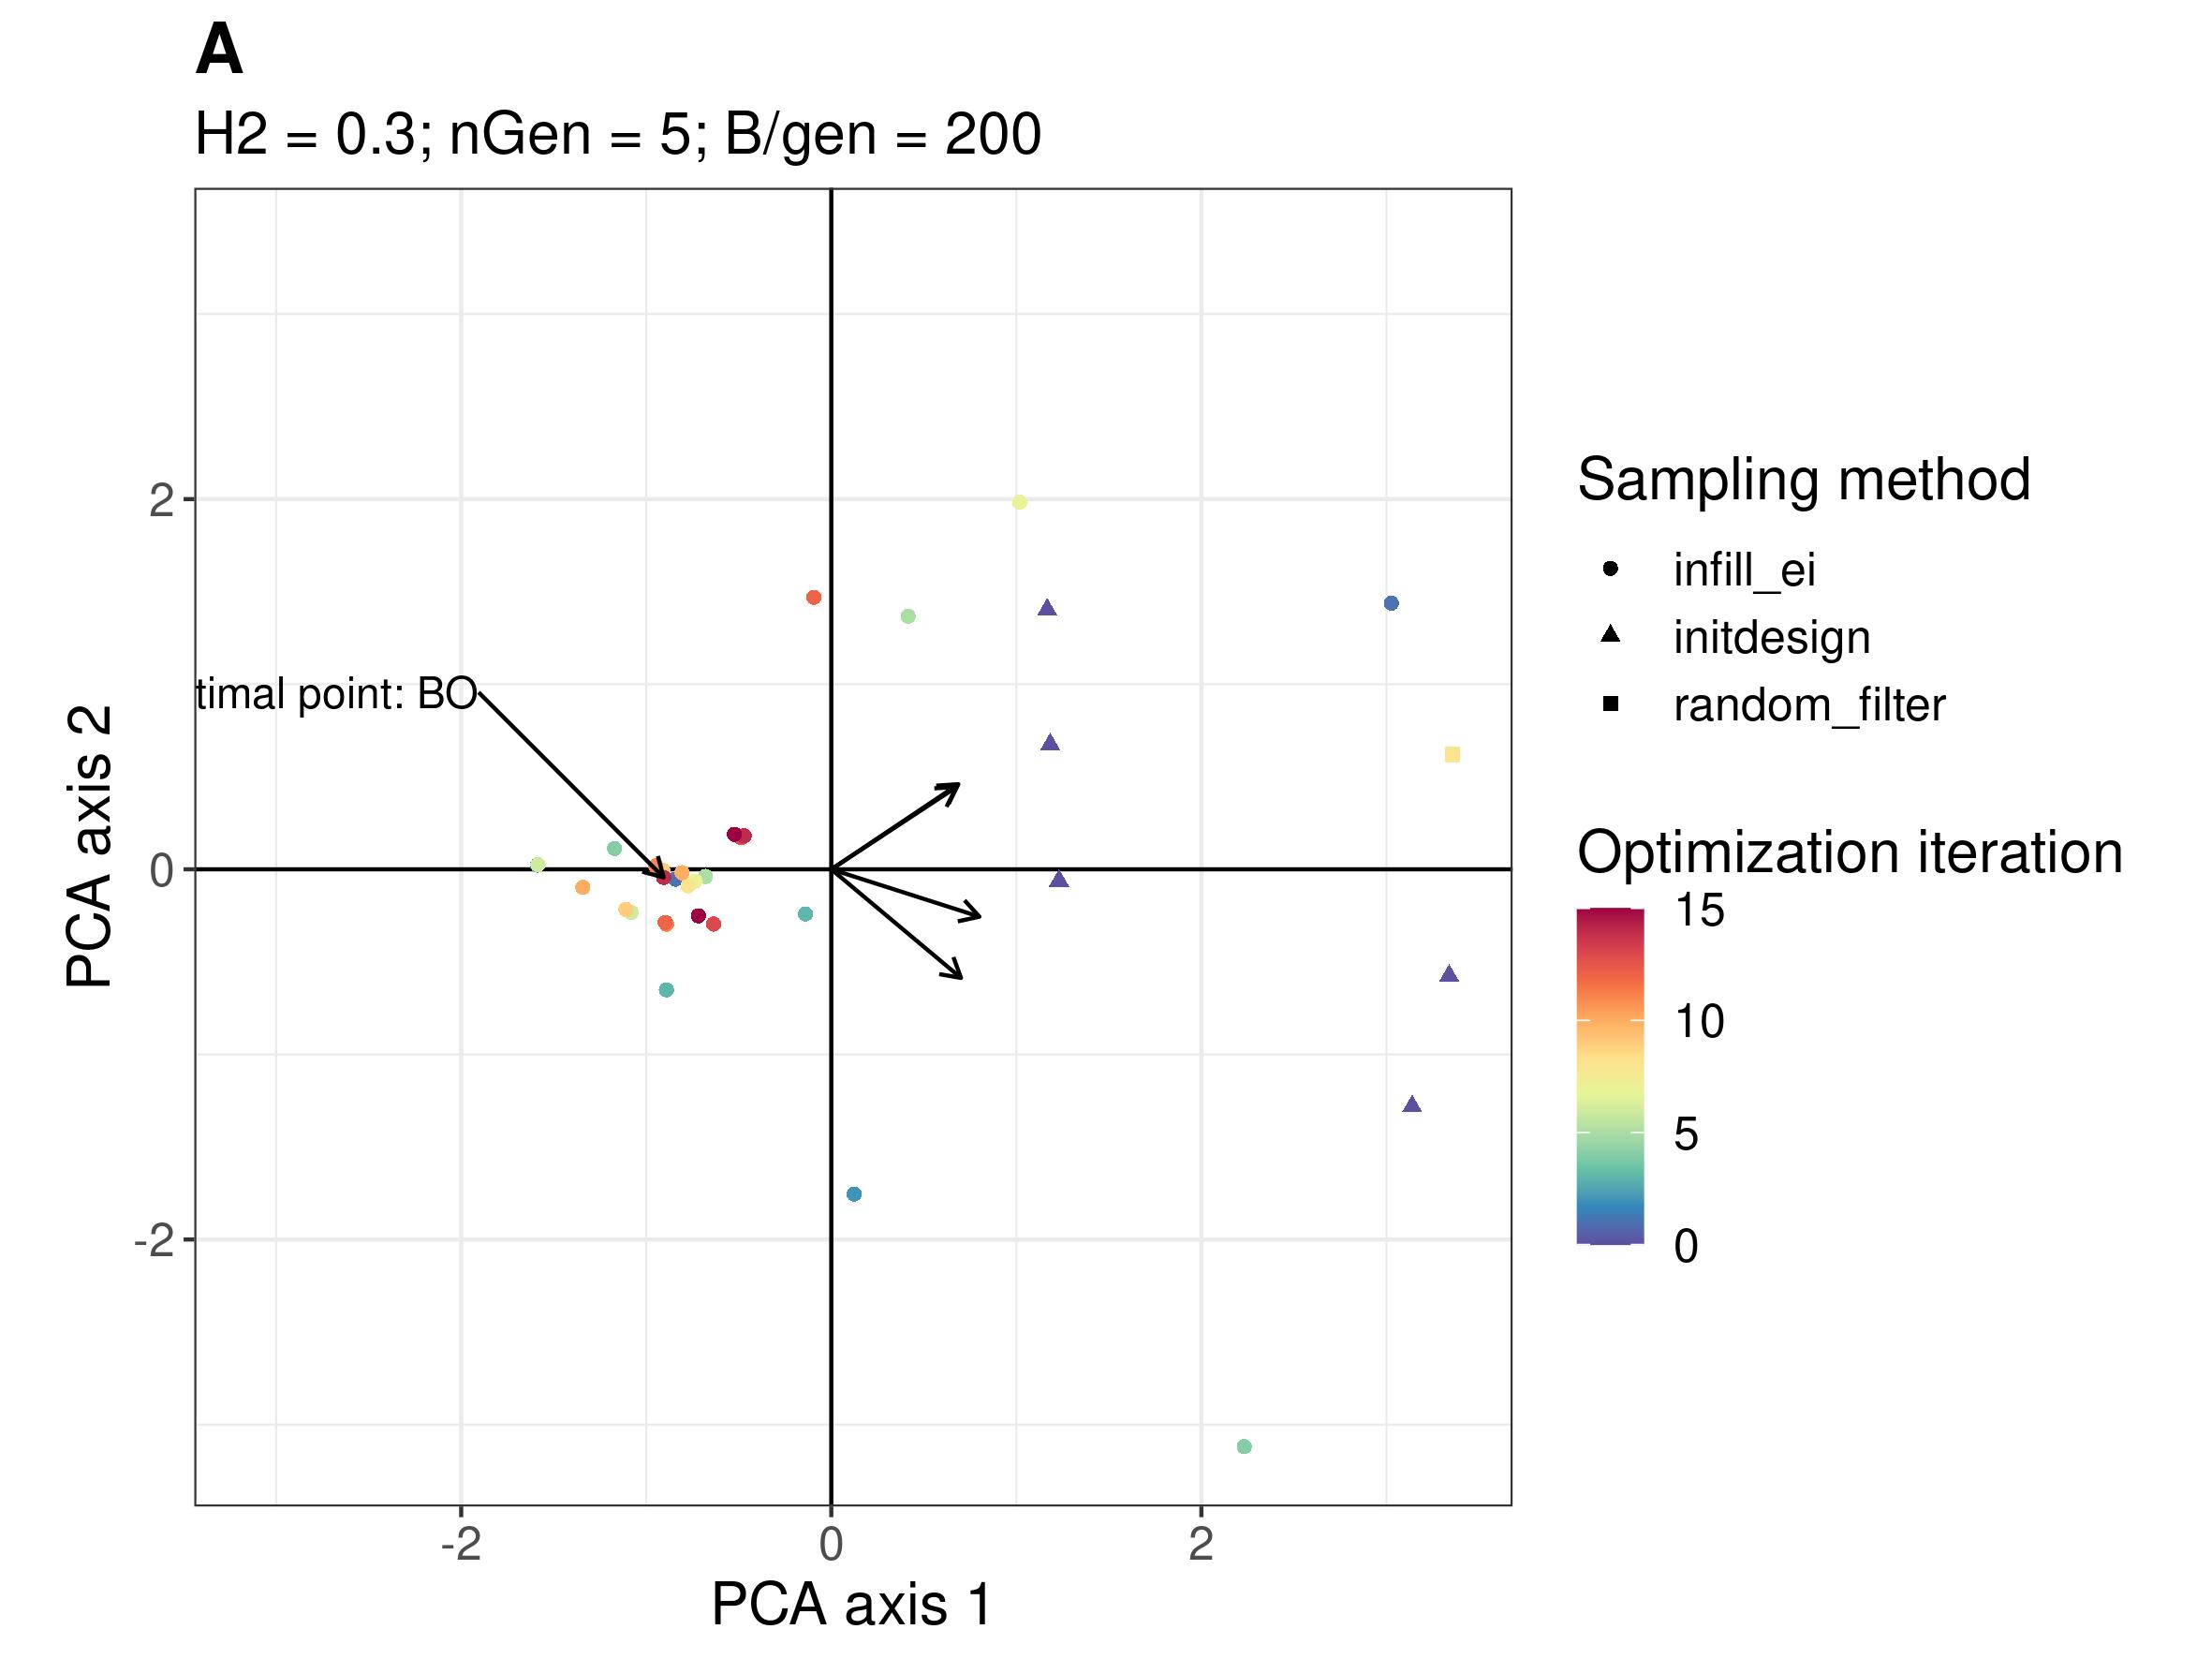 A
H2 = 0.3; nGen = 5; B/gen = 200
2
0
-2
PCA axis 2
timal point: BO
-2
0
2
PCA axis 1
Sampling method
infill_ei
initdesign
random_filter
Optimization iteration
15
10
5
0